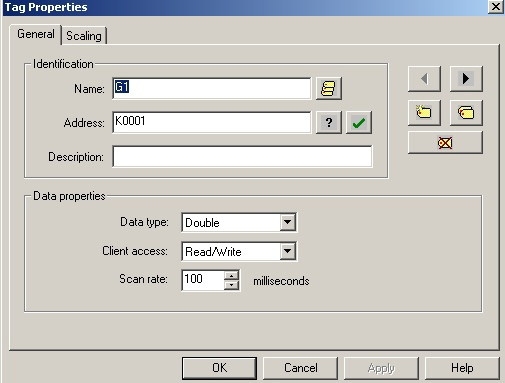 Tag Properties
General Scaling
Identification
Name: G1
Address: K0001 ?
Description:
Data properties
Data type: Double
Client access: Read/Write
Scan rate: 100 milliseconds
OK Cancel Apply Help